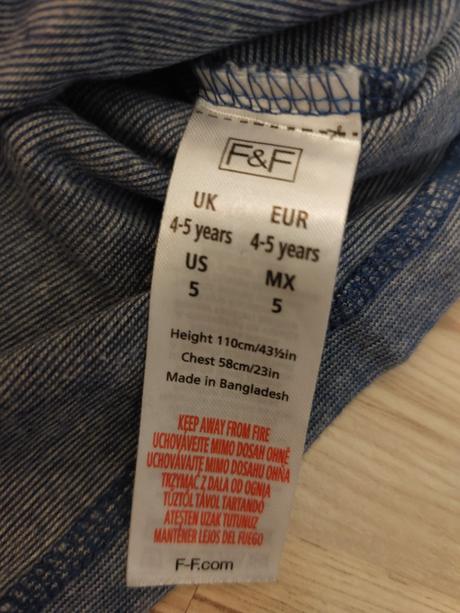 F&F
UK EUR
4-5 years 4-5 years
US MX
5 5
Height 110cm/43½in
Chest 58cm/23in
Made in Bangladesh
KEEP AWAY FROM FIRE
UCHOVÁVEJTE MIMO DOSAH OHNĚ
UCHOVÁVAJTE MIMO DOSAHU OHŇA
TRZYMAĆ Z DALA OD OGNIA
TŰZTŐL TÁVOL TARTANDÓ
ATEŞTEN UZAK TUTUNUZ
MANTENER LEJOS DEL FUEGO
F-F.com